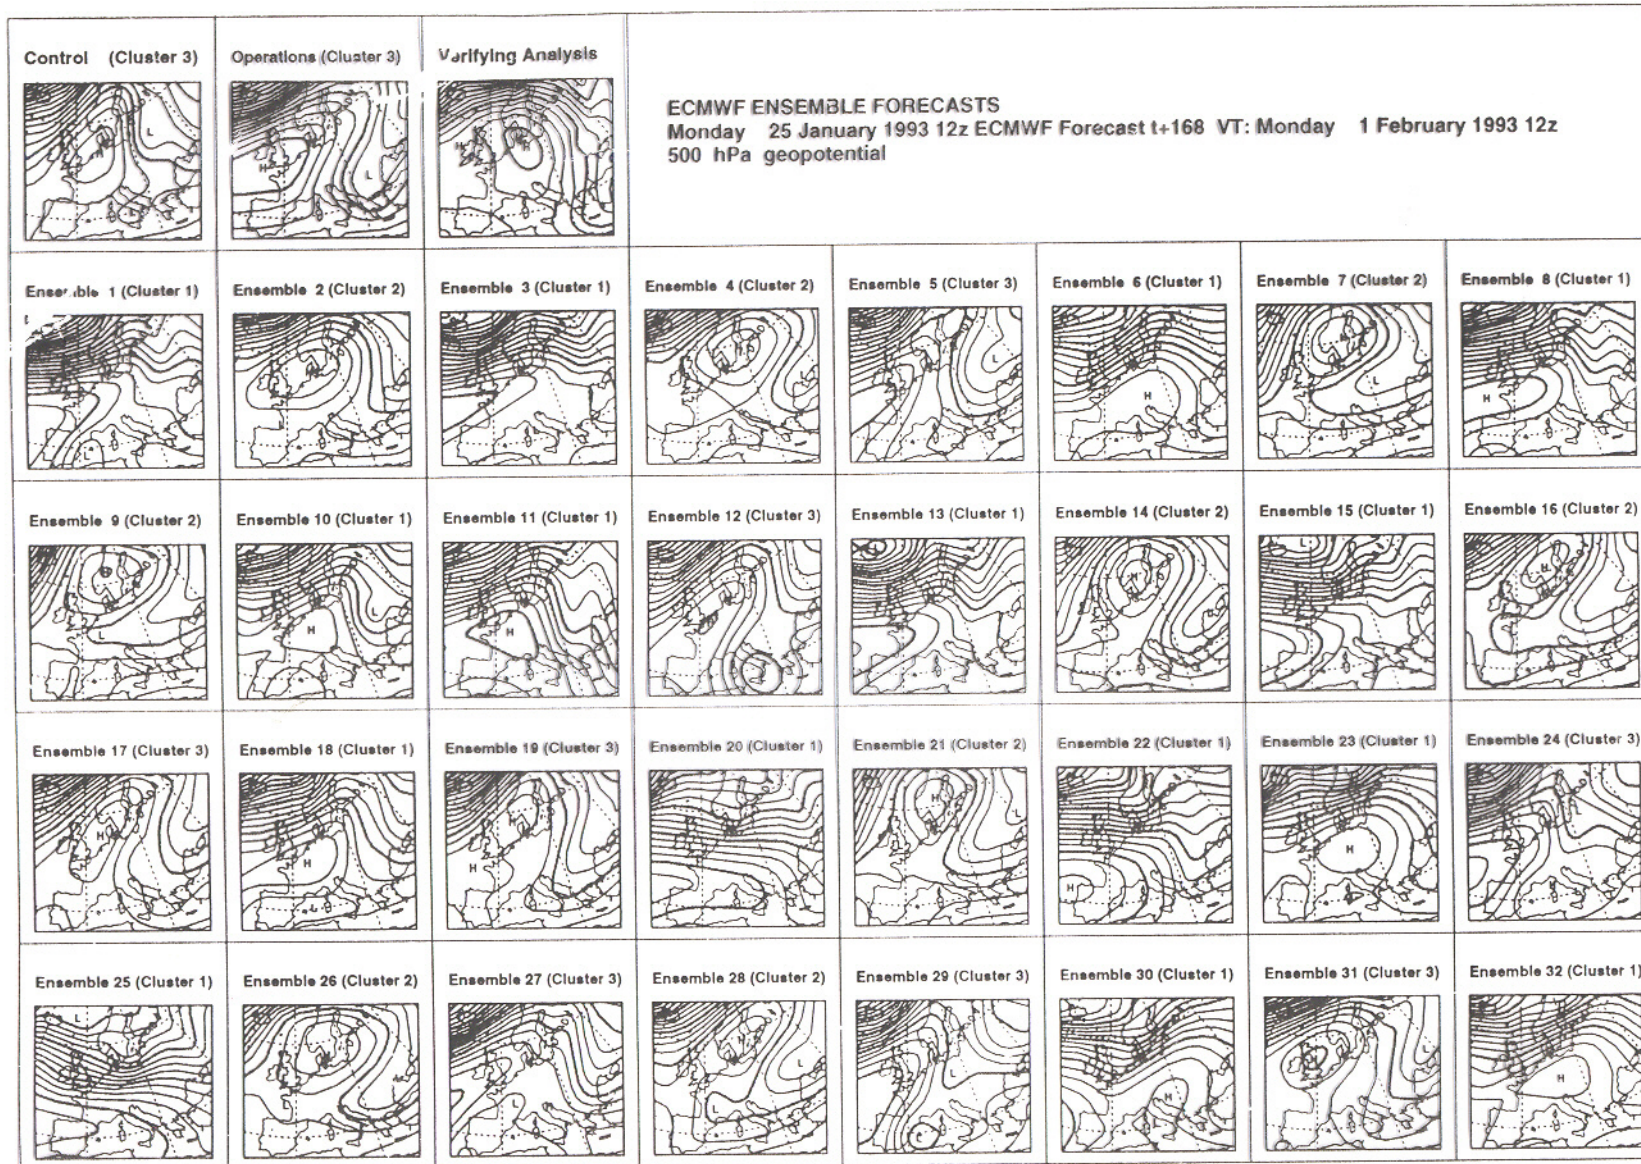 Control (Cluster 3)
Operations (Cluster 3)
Verifying Analysis
ECMWF ENSEMBLE FORECASTS
Monday 25 January 1993 12z ECMWF Forecast t+168 VT: Monday 1 February 1993 12z
500 hPa geopotential
Ensemble 1 (Cluster 1)
Ensemble 2 (Cluster 2)
Ensemble 3 (Cluster 1)
Ensemble 4 (Cluster 2)
Ensemble 5 (Cluster 3)
Ensemble 6 (Cluster 1)
Ensemble 7 (Cluster 2)
Ensemble 8 (Cluster 1)
Ensemble 9 (Cluster 2)
Ensemble 10 (Cluster 1)
Ensemble 11 (Cluster 1)
Ensemble 12 (Cluster 3)
Ensemble 13 (Cluster 1)
Ensemble 14 (Cluster 2)
Ensemble 15 (Cluster 1)
Ensemble 16 (Cluster 2)
Ensemble 17 (Cluster 3)
Ensemble 18 (Cluster 1)
Ensemble 19 (Cluster 3)
Ensemble 20 (Cluster 1)
Ensemble 21 (Cluster 2)
Ensemble 22 (Cluster 1)
Ensemble 23 (Cluster 1)
Ensemble 24 (Cluster 3)
Ensemble 25 (Cluster 1)
Ensemble 26 (Cluster 2)
Ensemble 27 (Cluster 3)
Ensemble 28 (Cluster 2)
Ensemble 29 (Cluster 3)
Ensemble 30 (Cluster 1)
Ensemble 31 (Cluster 3)
Ensemble 32 (Cluster 1)